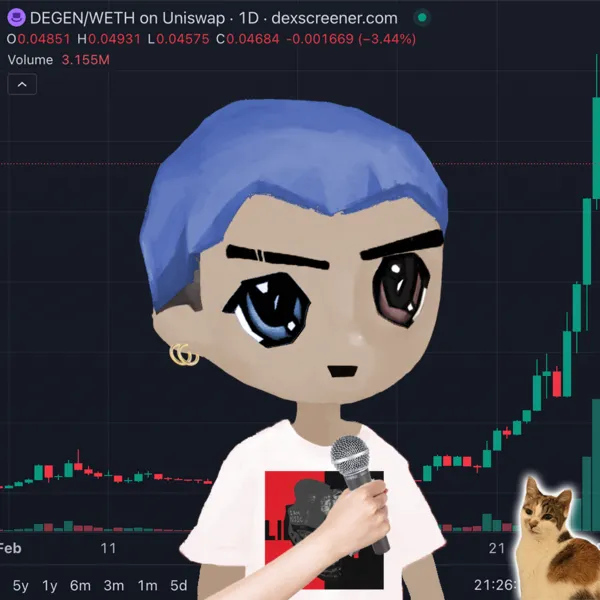 DEGEN/WETH on Uniswap · 1D · dexscreener.com
O0.04851 H0.04931 L0.04575 C0.04684 -0.001669 (−3.44%)
Volume 3.155M
LI
Feb 11 21
5y 1y 6m 3m 1m 5d 21:26: